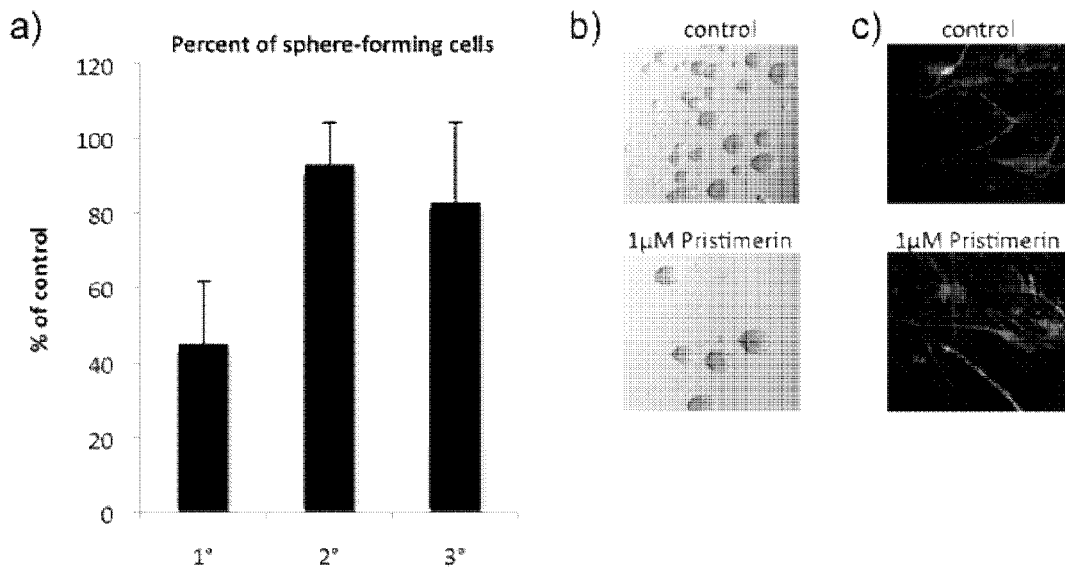 a)
Percent of sphere-forming cells
% of control
120
100
80
60
40
20
0
1°
2°
3°
b)
control
1µM Pristimerin
c)
control
1µM Pristimerin